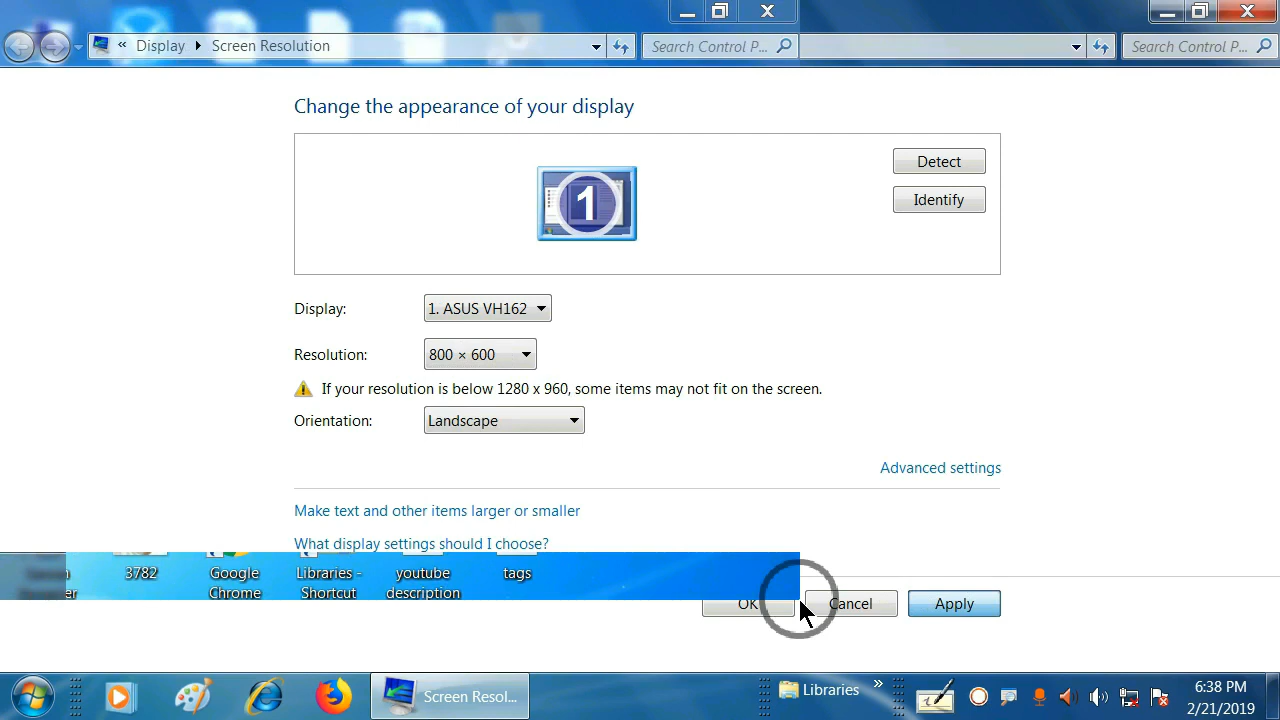 « Display Screen Resolution
Search Control P...
Search Control P...
Change the appearance of your display
1
Detect
Identify
Display: 1. ASUS VH162
Resolution: 800 × 600
If your resolution is below 1280 x 960, some items may not fit on the screen.
Orientation: Landscape
Advanced settings
Make text and other items larger or smaller
What display settings should I choose?
3782
Google
Chrome
Libraries -
Shortcut
youtube
description
tags
OK Cancel Apply
Screen Resol...
Libraries »
6:38 PM
2/21/2019